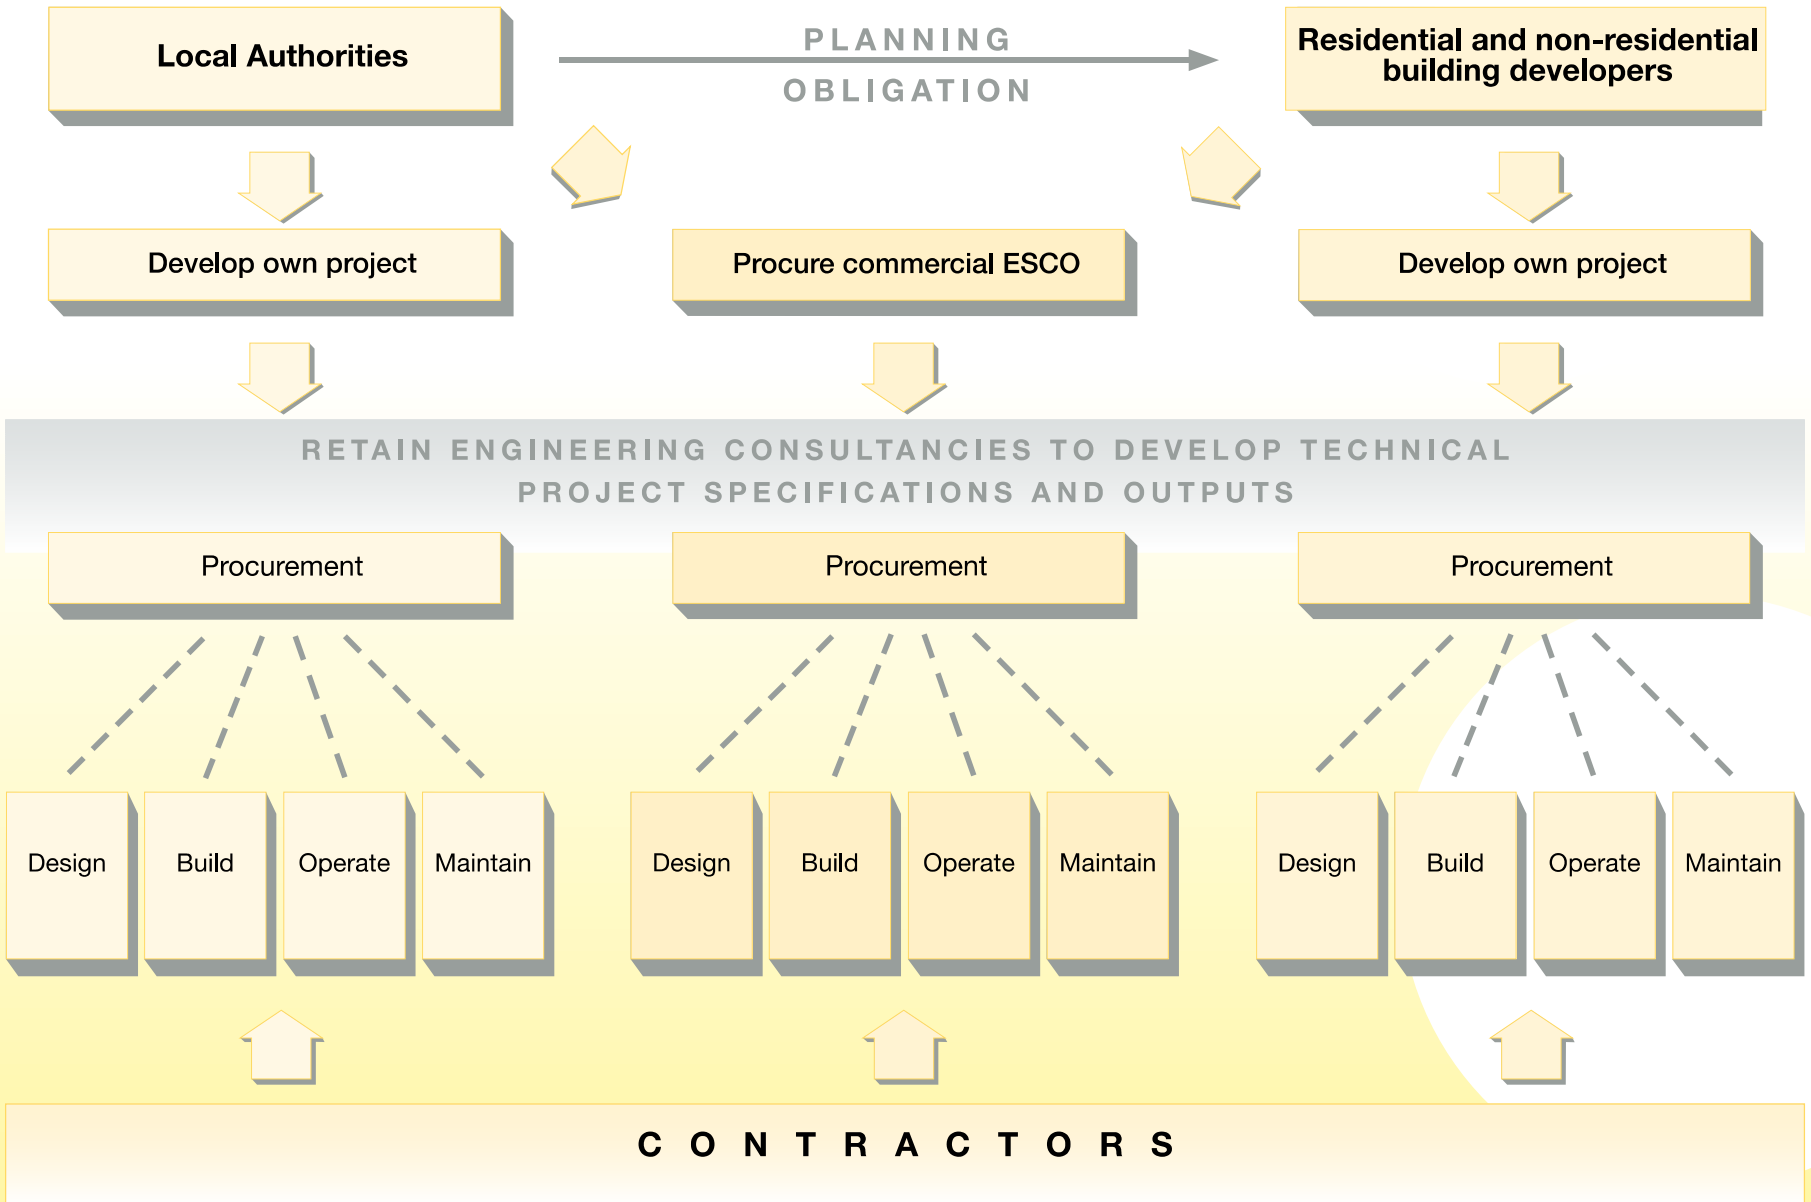 Local Authorities
PLANNING
OBLIGATION
Residential and non-residential
building developers
Develop own project
Procure commercial ESCO
Develop own project
RETAIN ENGINEERING CONSULTANCIES TO DEVELOP TECHNICAL
PROJECT SPECIFICATIONS AND OUTPUTS
Procurement
Procurement
Procurement
Design
Build
Operate
Maintain
Design
Build
Operate
Maintain
Design
Build
Operate
Maintain
CONTRACTORS